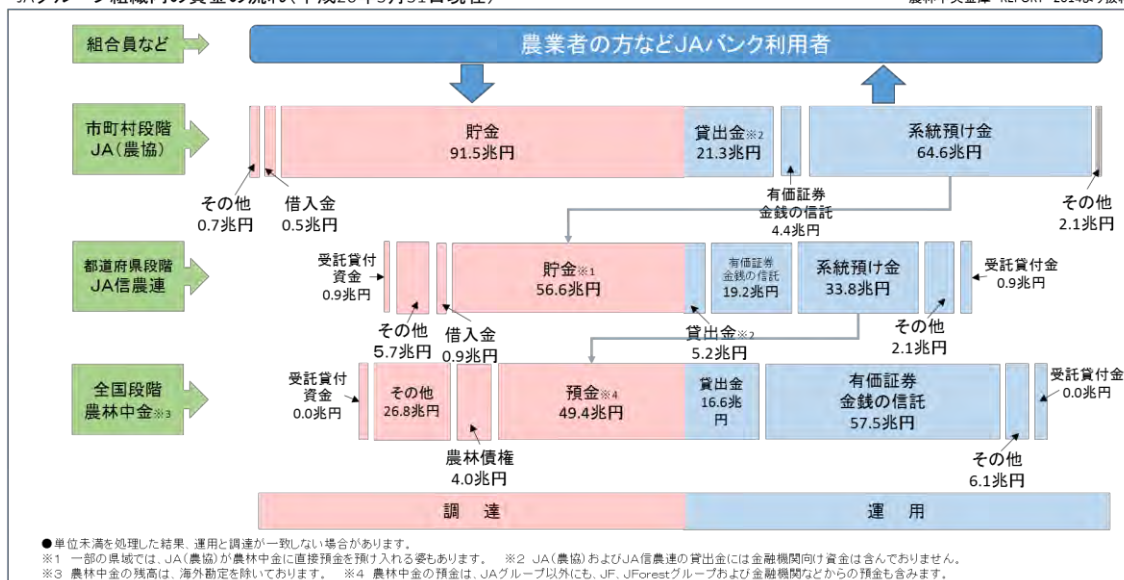 組合員など
農業者の方などJAバンク利用者
市町村段階
JA(農協)
貯金
91.5兆円
貸出金※2
21.3兆円
系統預け金
64.6兆円
その他
0.7兆円
借入金
0.5兆円
有価証券
金銭の信託
4.4兆円
その他
2.1兆円
都道府県段階
JA信農連
受託貸付
資金
0.9兆円
貯金※1
56.6兆円
有価証券
金銭の信託
19.2兆円
系統預け金
33.8兆円
受託貸付金
0.9兆円
その他
5.7兆円
借入金
0.9兆円
貸出金※2
5.2兆円
その他
2.1兆円
全国段階
農林中金※3
受託貸付
資金
0.0兆円
その他
26.8兆円
預金※4
49.4兆円
貸出金
16.6兆
円
有価証券
金銭の信託
57.5兆円
受託貸付金
0.0兆円
農林債権
4.0兆円
その他
6.1兆円
調 達
運 用
●単位未満を処理した結果、運用と調達が一致しない場合があります。
※1 一部の県域では、JA(農協)が農林中金に直接預金を預け入れる姿もあります。 ※2 JA(農協)およびJA信農連の貸出金には金融機関向け資金は含んでおりません。
※3 農林中金の残高は、海外勘定を除いております。 ※4 農林中金の預金は、JAグループ以外にも、JF、JForestグループおよび金融機関などからの預金も含みます。